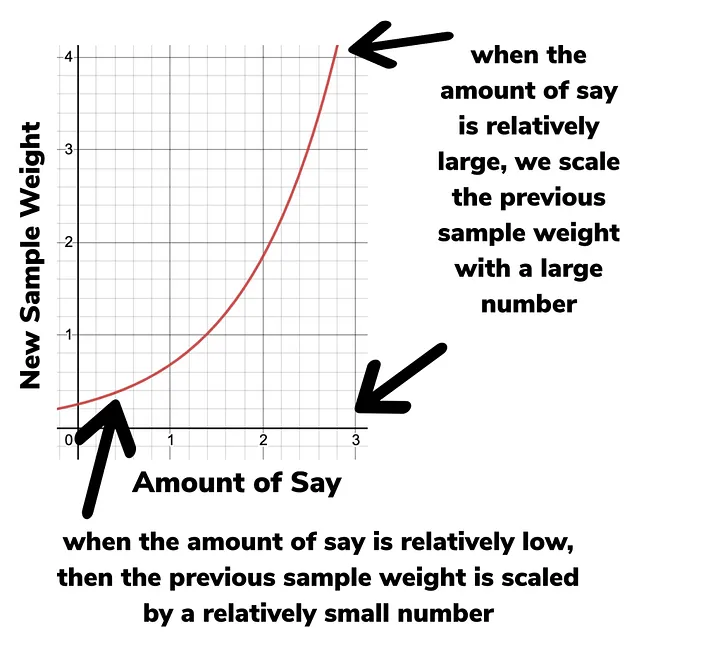 4
3
2
1
0
1
2
3
New Sample Weight
Amount of Say
when the
amount of say
is relatively
large, we scale
the previous
sample weight
with a large
number
when the amount of say is relatively low,
then the previous sample weight is scaled
by a relatively small number